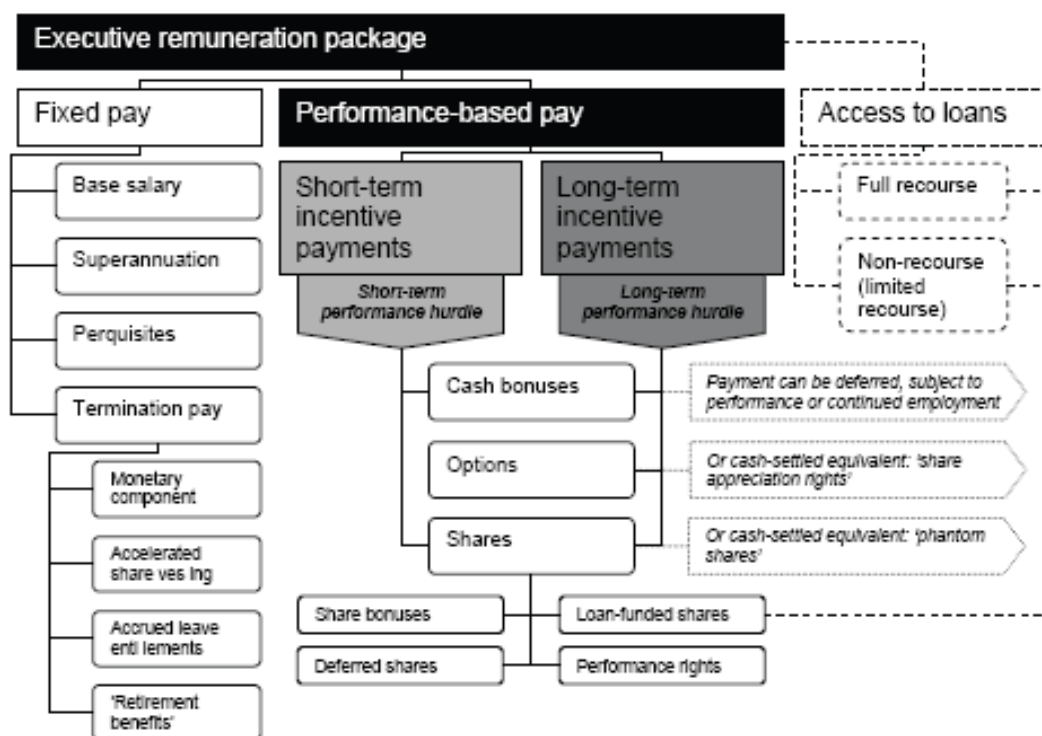 Executive remuneration package
Fixed pay
Performance-based pay
Access to loans
Base salary
Superannuation
Perquisites
Termination pay
Monetary
component
Accelerated
share ves ing
Accrued leave
enti lements
'Retirement
benefits'
Short-term
incentive
payments
Short-term
performance hurdle
Long-term
incentive
payments
Long-term
performance hurdle
Cash bonuses
Options
Shares
Share bonuses
Deferred shares
Loan-funded shares
Performance rights
Full recourse
Non-recourse
(limited
recourse)
Payment can be deferred, subject to
performance or continued employment
Or cash-settled equivalent: 'share
appreciation rights'
Or cash-settled equivalent: 'phantom
shares'